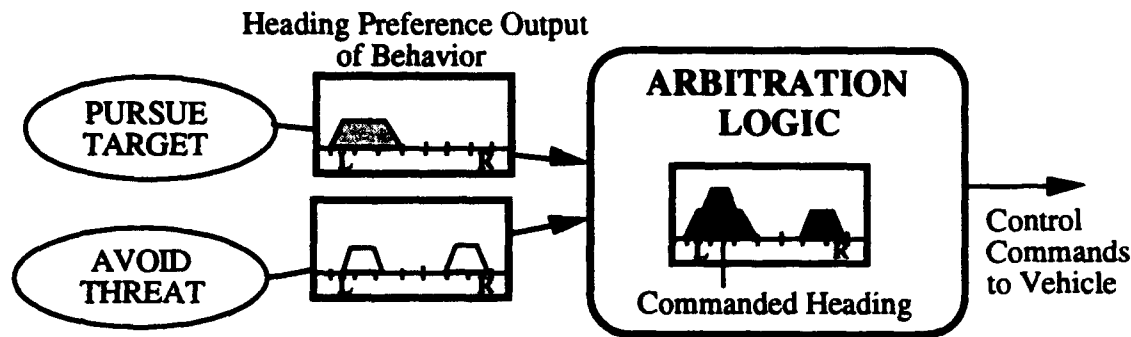 Heading Preference Output
of Behavior
PURSUE
TARGET
L R
AVOID
THREAT
L R
ARBITRATION
LOGIC
L R
Commanded Heading
Control
Commands
to Vehicle